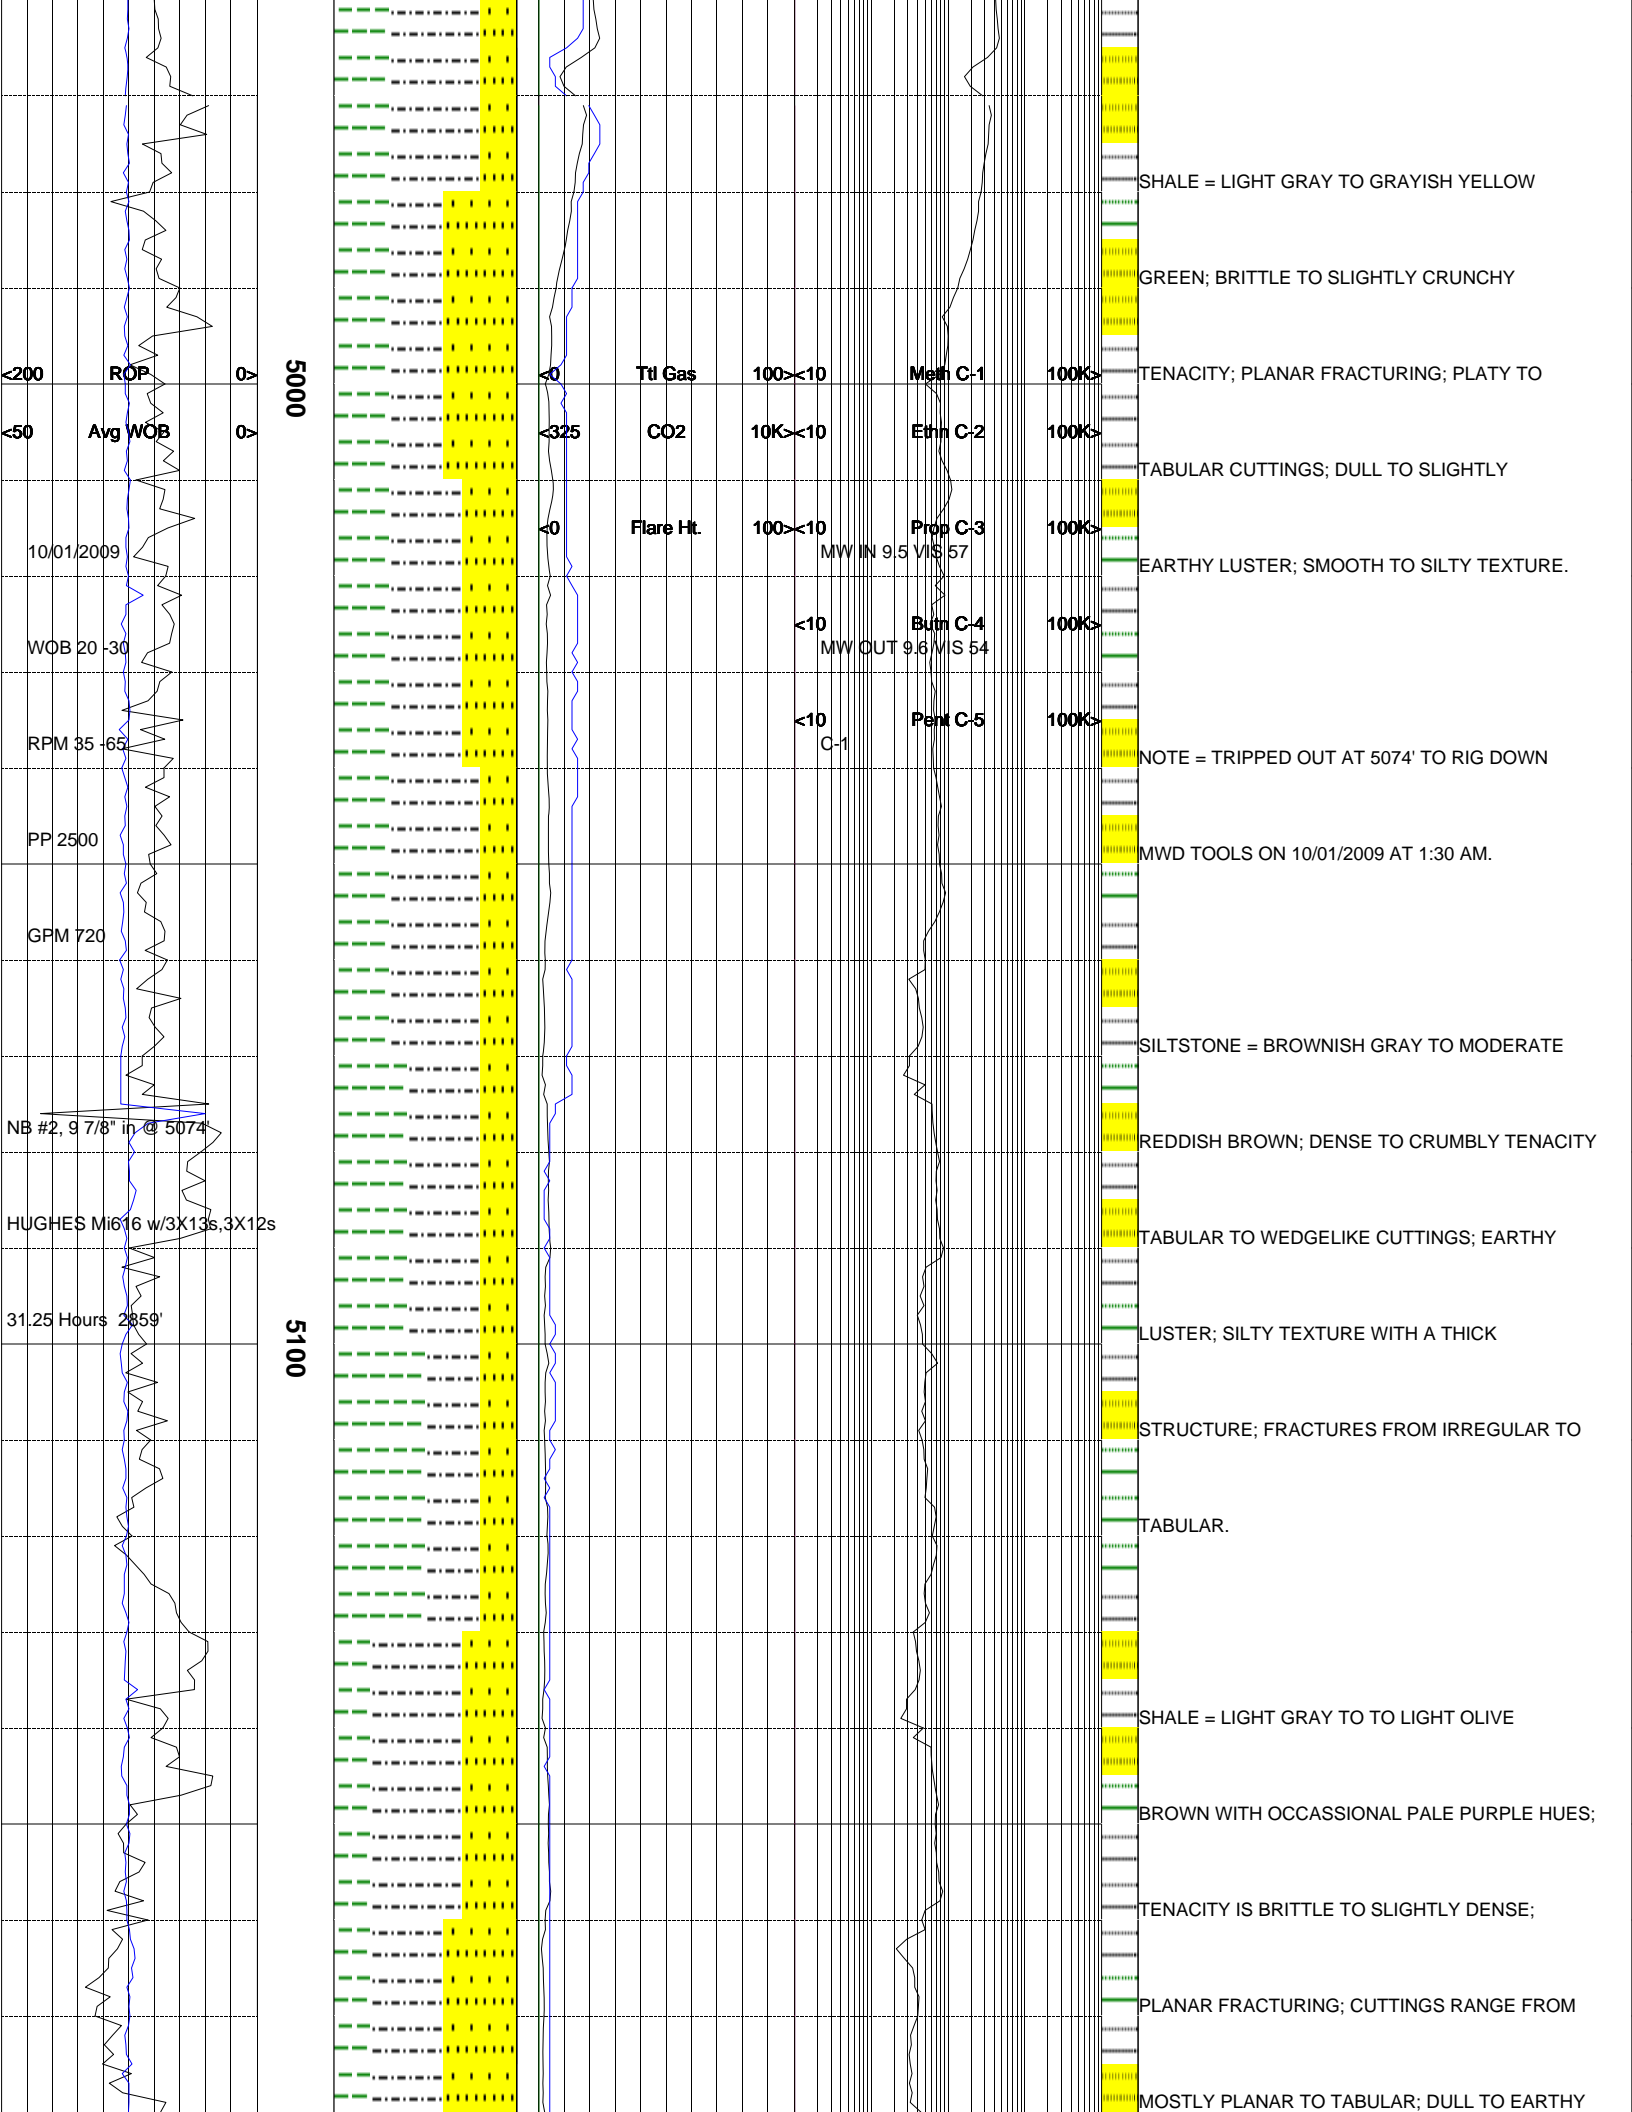 SHALE = LIGHT GRAY TO GRAYISH YELLOW
GREEN; BRITTLE TO SLIGHTLY CRUNCHY
<200 ROP 0>
5000
<0 Ttl Gas 100>
<10 Meth C-1 100K>
TENACITY; PLANAR FRACTURING; PLATY TO
<50 Avg WOB 0>
<325 CO2 10K>
<10 Ethn C-2 100K>
TABULAR CUTTINGS; DULL TO SLIGHTLY
<0 Flare Ht. 100>
<10 Prop C-3 100K>
10/01/2009
MW IN 9.5 VIS 57
EARTHY LUSTER; SMOOTH TO SILTY TEXTURE.
<10 Butn C-4 100K>
WOB 20 -30
MW OUT 9.6 VIS 54
<10 Pent C-5 100K>
RPM 35 -65
C-1
NOTE = TRIPPED OUT AT 5074' TO RIG DOWN
PP 2500
MWD TOOLS ON 10/01/2009 AT 1:30 AM.
GPM 720
SILTSTONE = BROWNISH GRAY TO MODERATE
NB #2, 9 7/8" in @ 5074'
REDDISH BROWN; DENSE TO CRUMBLY TENACITY
HUGHES Mi616 w/3X13s,3X12s
TABULAR TO WEDGELIKE CUTTINGS; EARTHY
31.25 Hours 2859'
5100
LUSTER; SILTY TEXTURE WITH A THICK
STRUCTURE; FRACTURES FROM IRREGULAR TO
TABULAR.
SHALE = LIGHT GRAY TO TO LIGHT OLIVE
BROWN WITH OCCASSIONAL PALE PURPLE HUES;
TENACITY IS BRITTLE TO SLIGHTLY DENSE;
PLANAR FRACTURING; CUTTINGS RANGE FROM
MOSTLY PLANAR TO TABULAR; DULL TO EARTHY